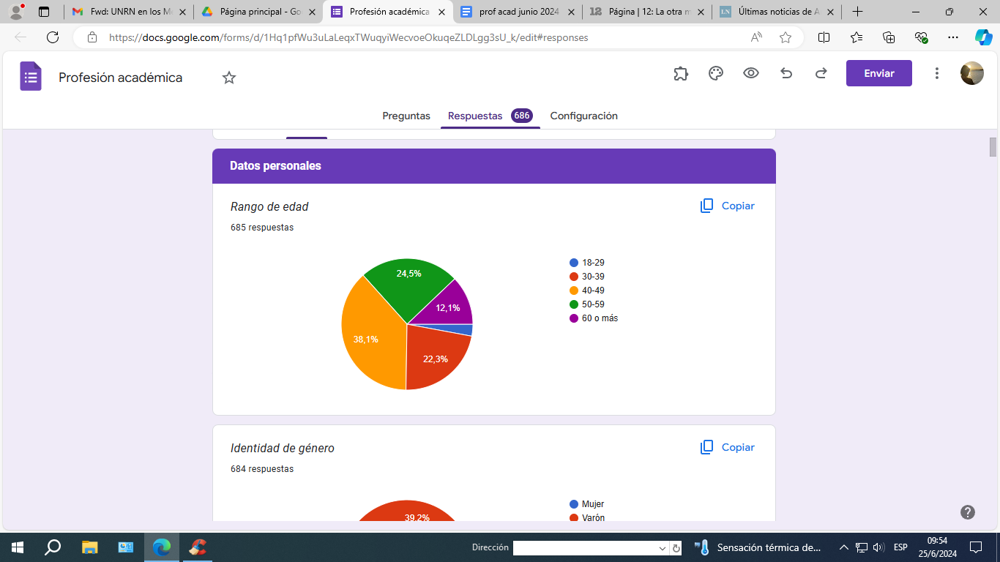 Fwd: UNRN en los Me
Página principal - Goo
Profesión académica
prof acad junio 2024
Página | 12: La otra m
Últimas noticias de A
https://docs.google.com/forms/d/1Hq1pfWu3uLaLeqxTWuqyiWecvoeOkuqeZLDLgg3sU_k/edit#responses
Profesión académica
Enviar
Preguntas
Respuestas 686
Configuración
Datos personales
Rango de edad
Copiar
685 respuestas
24,5%
12,1%
38,1%
22,3%
18-29
30-39
40-49
50-59
60 o más
Identidad de género
Copiar
684 respuestas
39,2%
Mujer
Varón
Dirección
Sensación térmica de...
ESP
09:54
25/6/2024